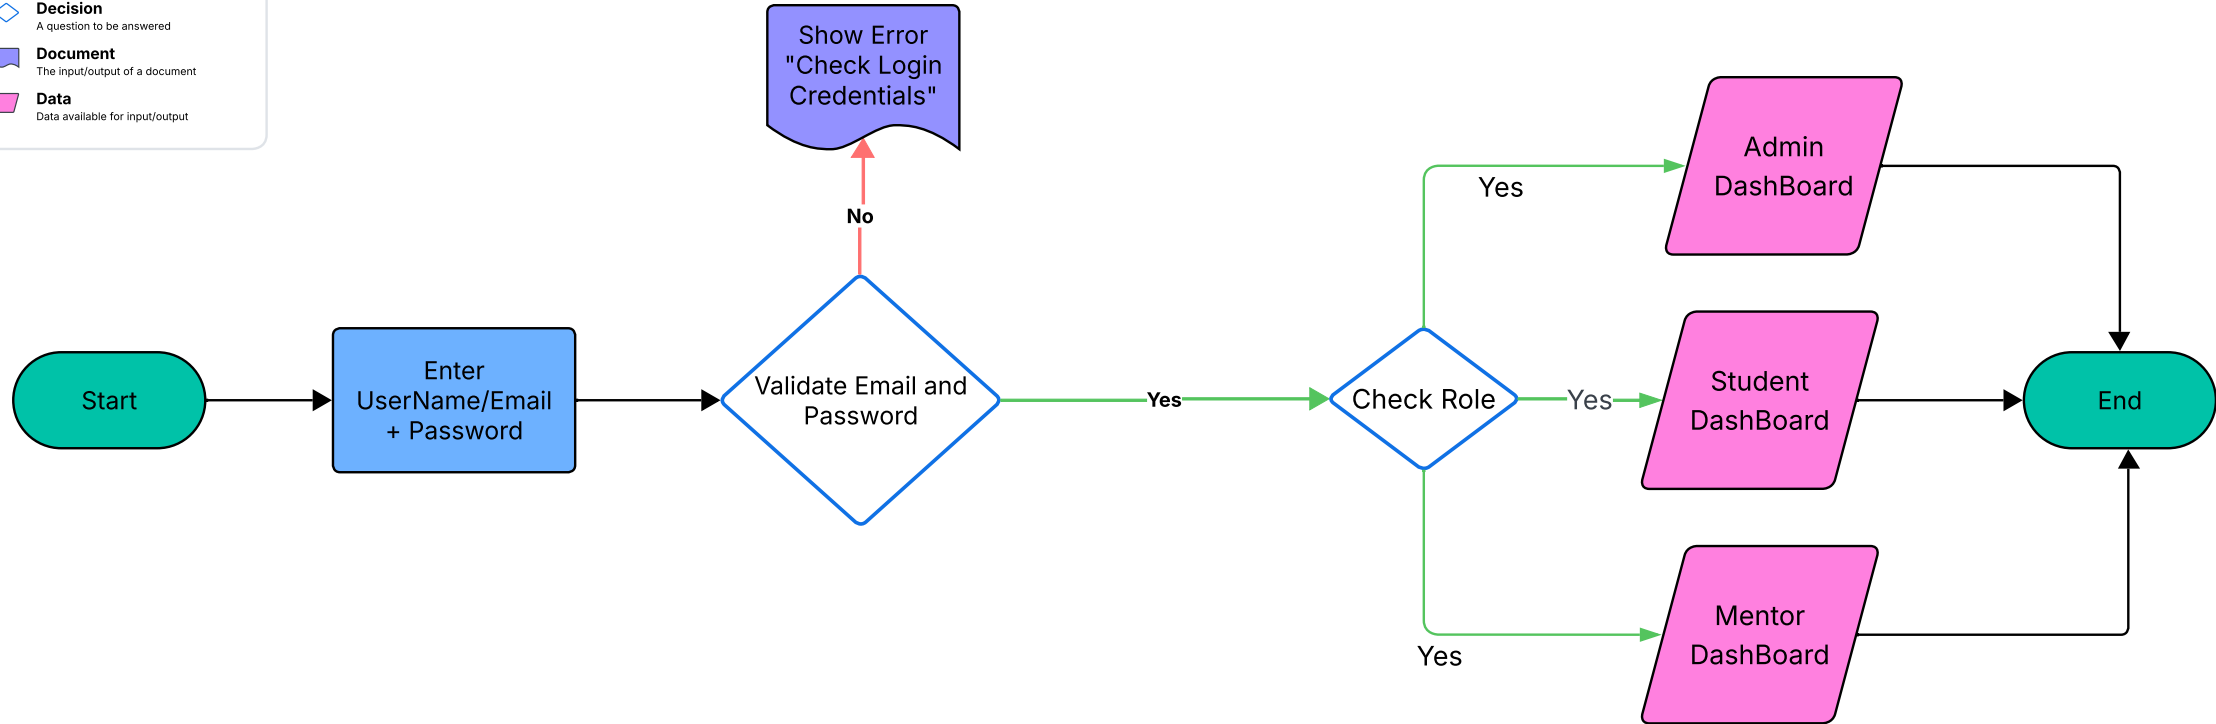 Decision
A question to be answered
Document
The input/output of a document
Data
Data available for input/output
Show Error
"Check Login
Credentials"
No
Start
Enter
UserName/Email
+ Password
Validate Email and
Password
Yes
Check Role
Yes
Admin
DashBoard
Yes
Student
DashBoard
Yes
Mentor
DashBoard
End